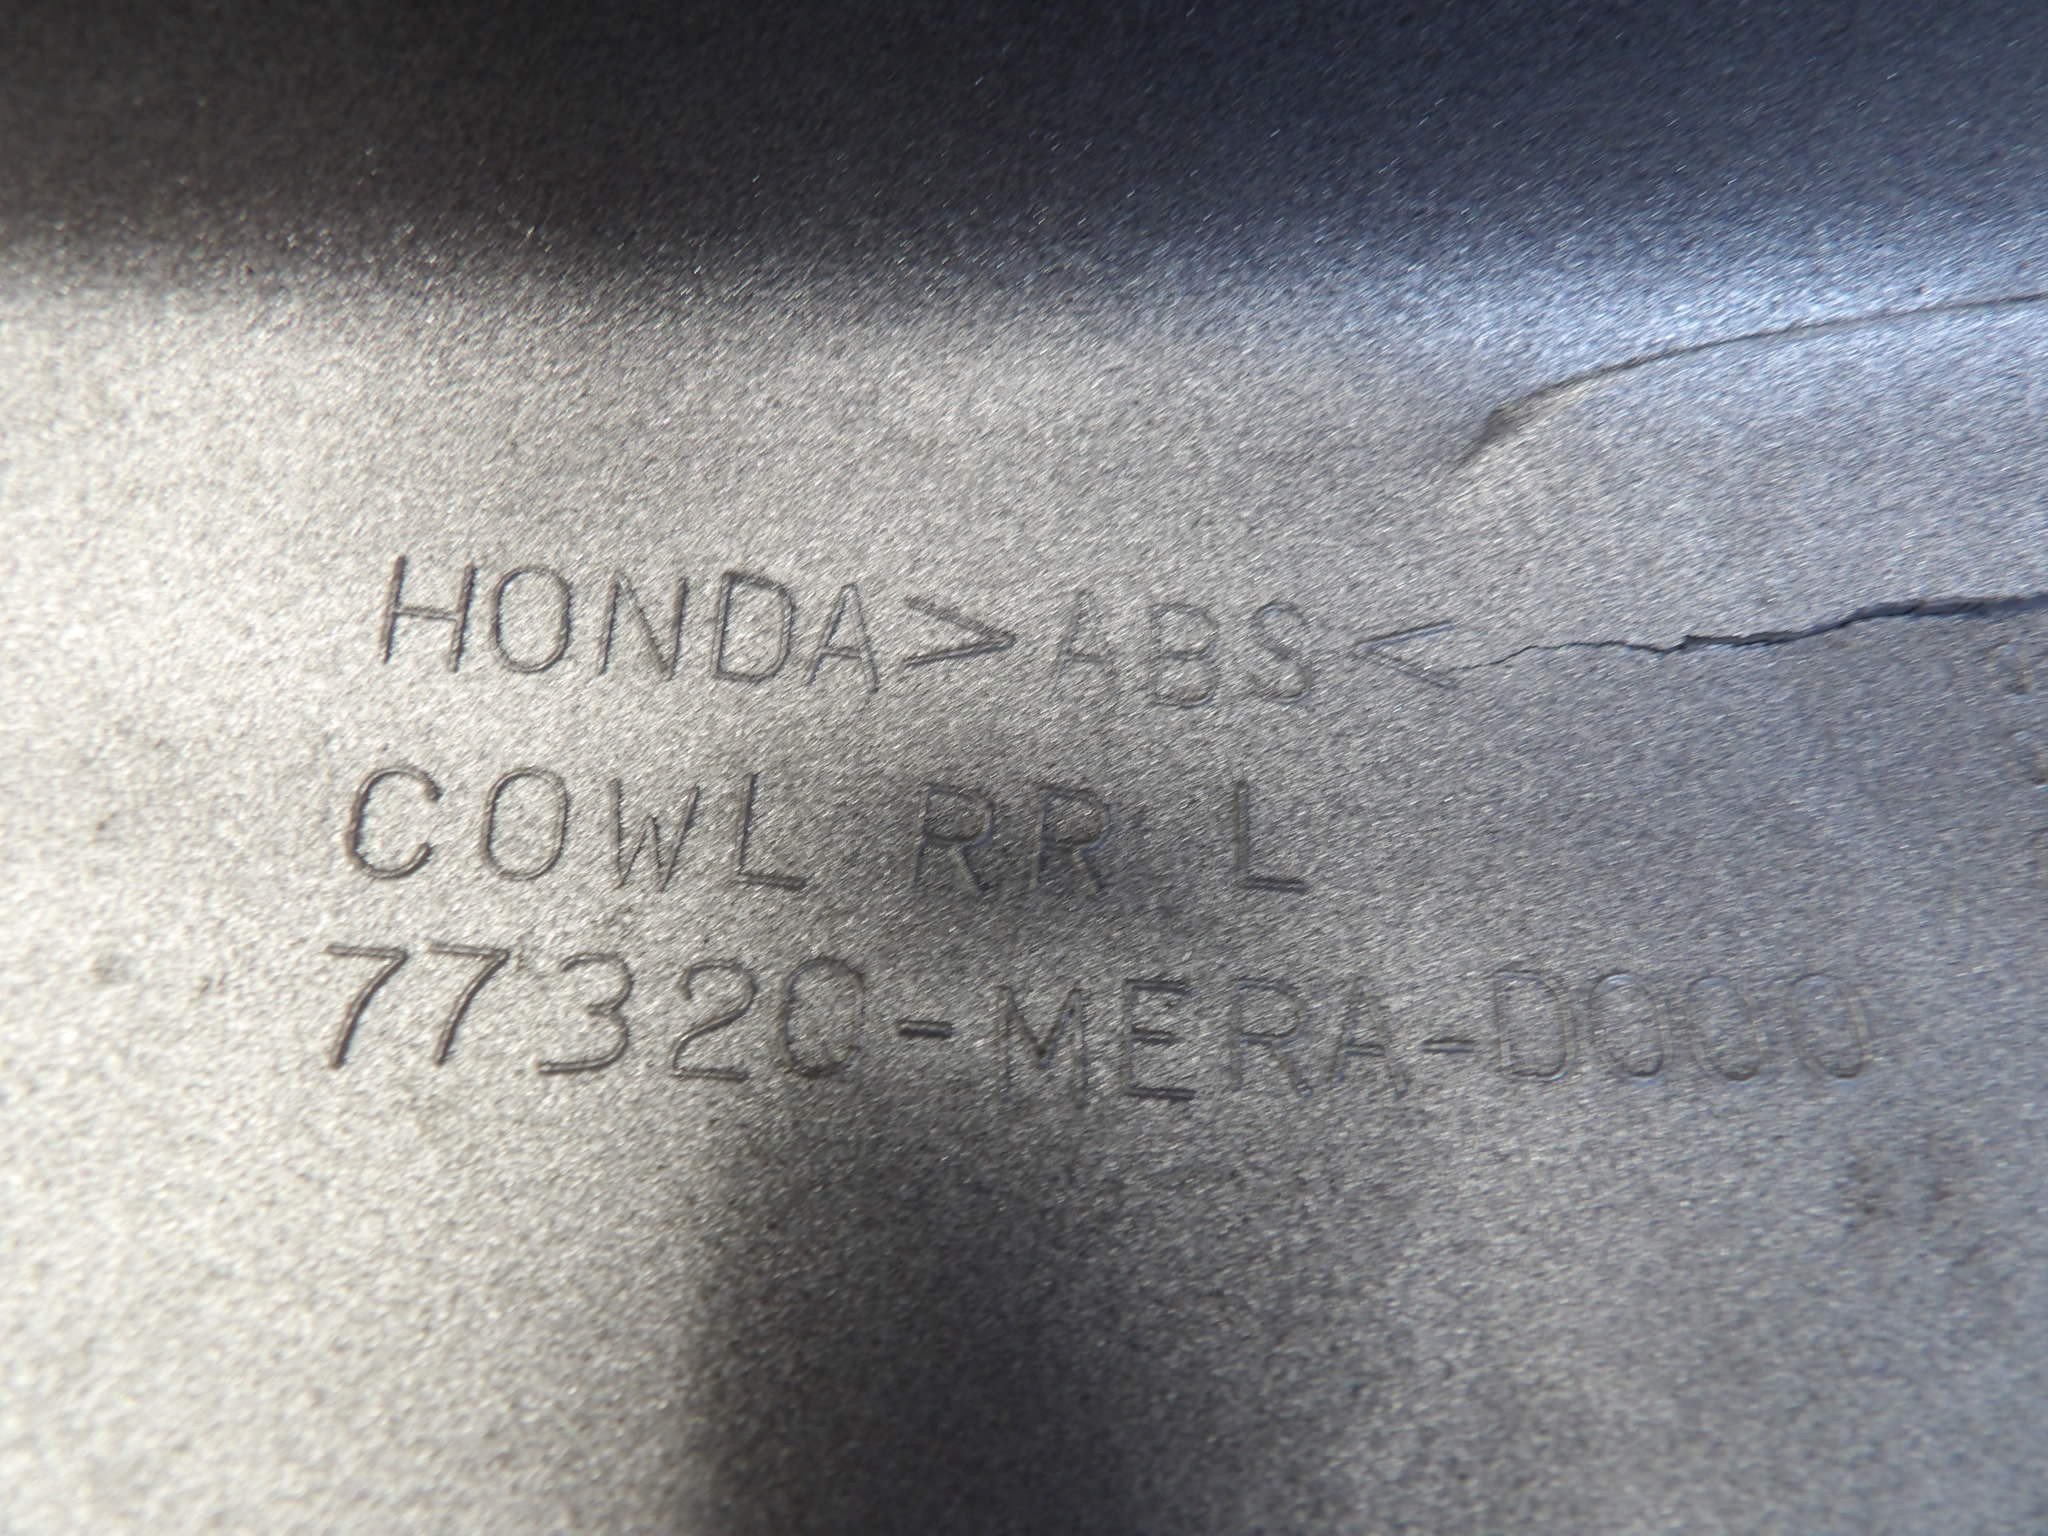 HONDA>ABS<
COWL RR L
77320-MERA-D000